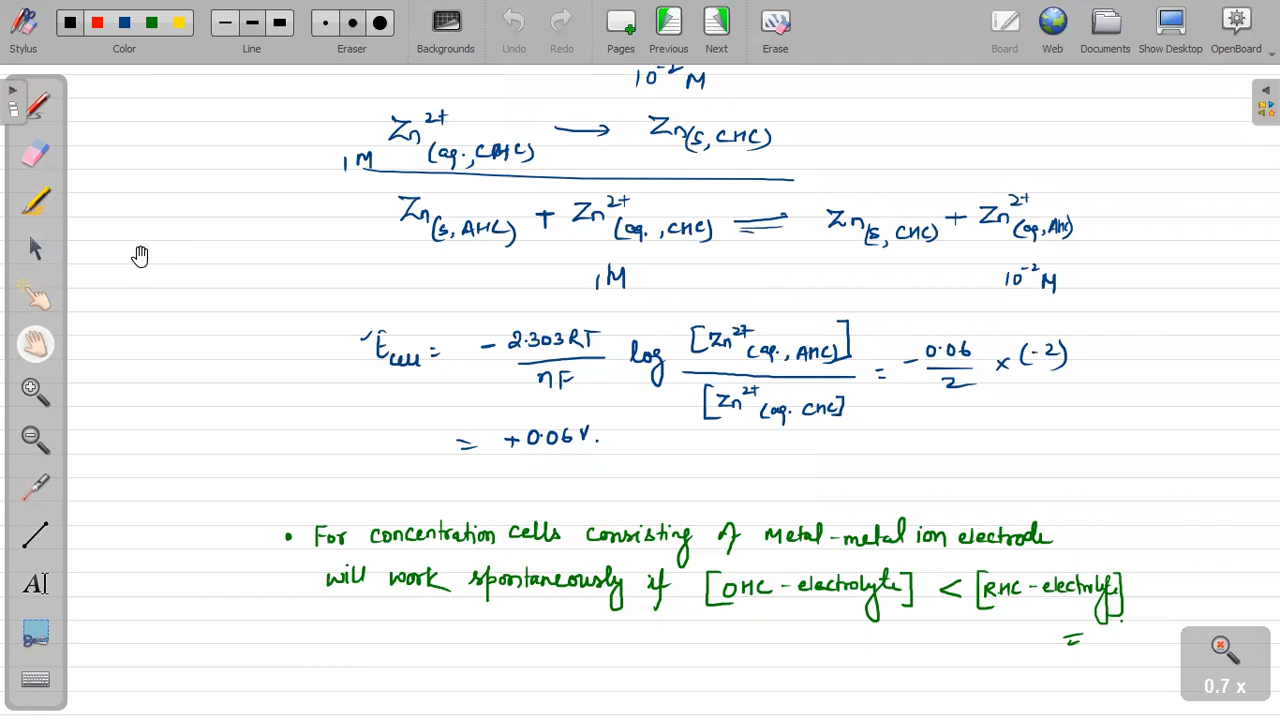 Stylus Color Line Eraser Backgrounds Undo Redo Pages Previous Next Erase Board Web Documents Show Desktop OpenBoard
10⁻² M
Zn²⁺(aq., CHC) → Zn(s, CHC)
1M
Zn(s, AHC) + Zn²⁺(aq., CHC) ⇌ Zn(s, CHC) + Zn²⁺(aq, AHC)
1M 10⁻² M
Ecell = - 2.303RT/nF log [Zn²⁺(aq., AHC)]/[Zn²⁺(aq. CHC] = - 0.06/2 × (-2)
= + 0.06 V.
• For concentration cells consisting of Metal-metal ion electrode
will work spontaneously if [OHC - electrolyte] < [RHC - electrolyte].
0.7 x